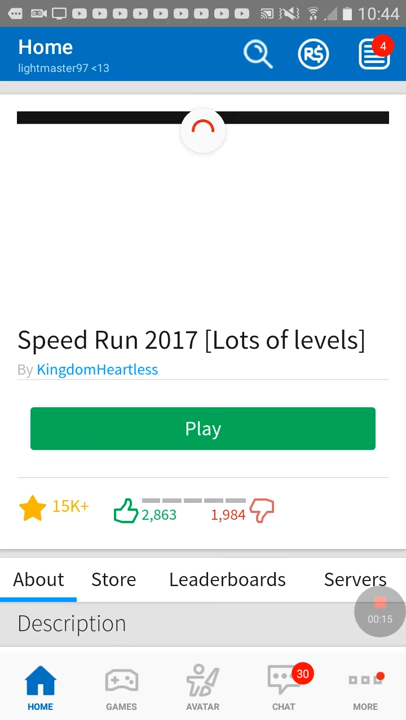 10:44
Home
lightmaster97 <13
R$
4
Speed Run 2017 [Lots of levels]
By KingdomHeartless
Play
15K+
2,863
1,984
About Store Leaderboards Servers
00:15
Description
30
HOME GAMES AVATAR CHAT MORE